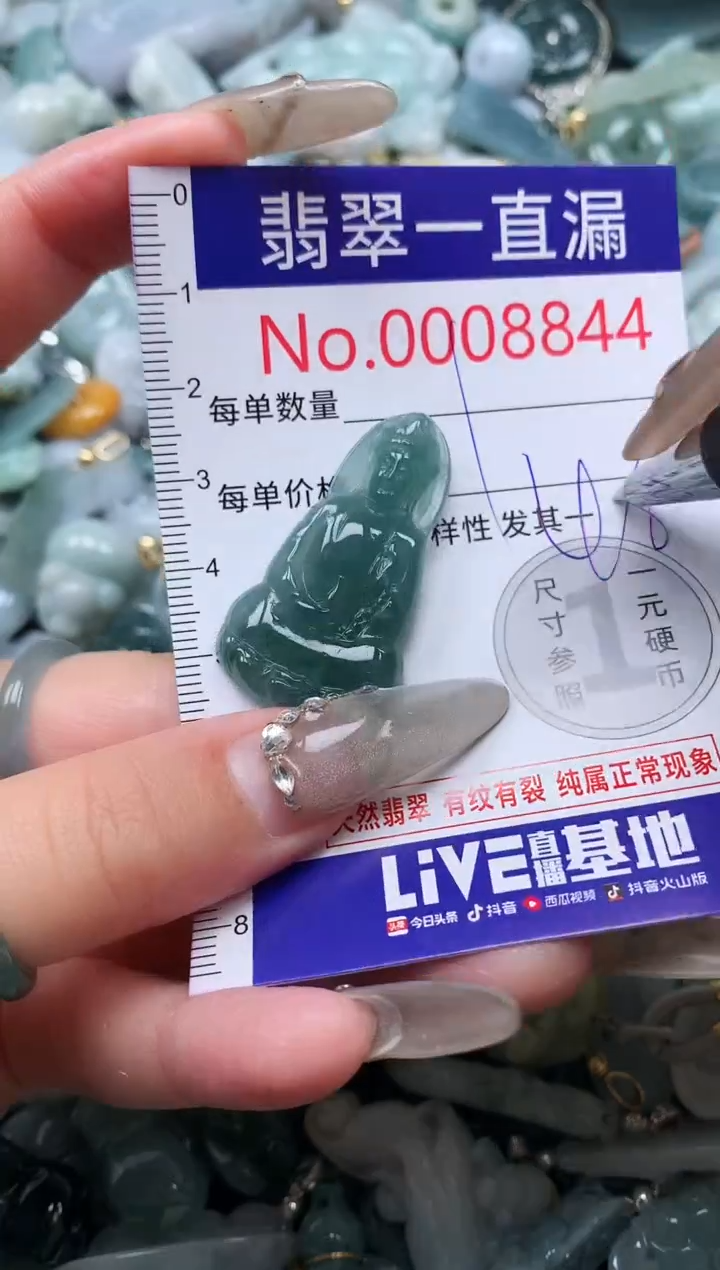 翡翠一直漏
No.0008844
每单数量
每单价格
样性 发其一
尺寸参照
1
一元硬币
天然翡翠 有纹有裂 纯属正常现象
LiVE直播基地
头条 今日头条 抖音 西瓜视频 抖音火山版
0
1
2
3
4
8